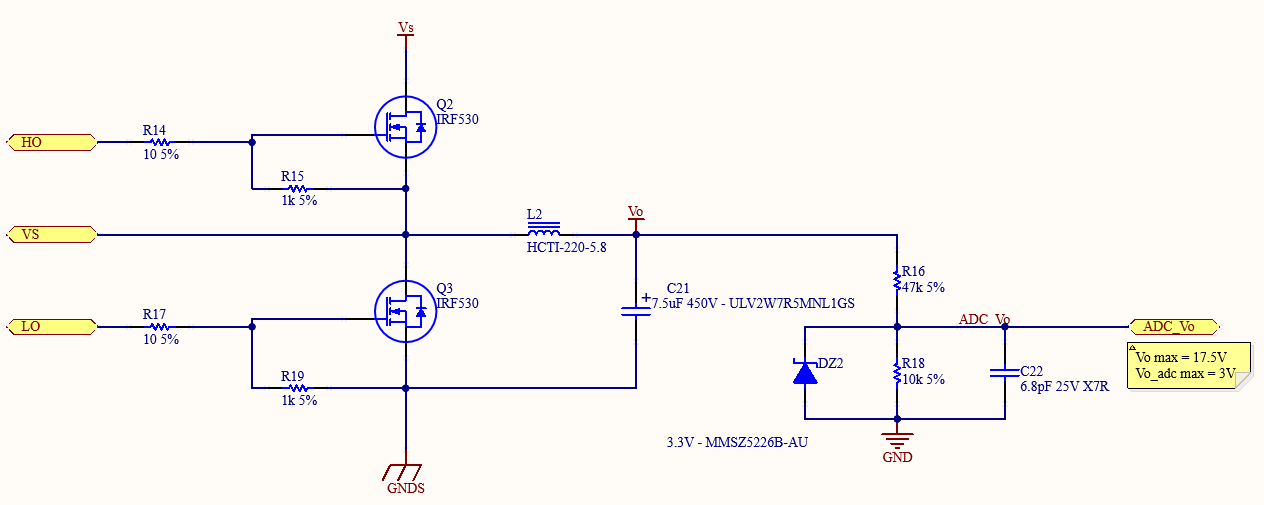 Vs
Q2
IRF530
HO
R14
10 5%
R15
1k 5%
VS
L2
HCTI-220-5.8
Vo
Q3
IRF530
LO
R17
10 5%
R19
1k 5%
C21
7.5uF 450V - ULV2W7R5MNL1GS
R16
47k 5%
ADC_Vo
ADC_Vo
Vo max = 17.5V
Vo_adc max = 3V
DZ2
R18
10k 5%
C22
6.8pF 25V X7R
3.3V - MMSZ5226B-AU
GND
GNDS